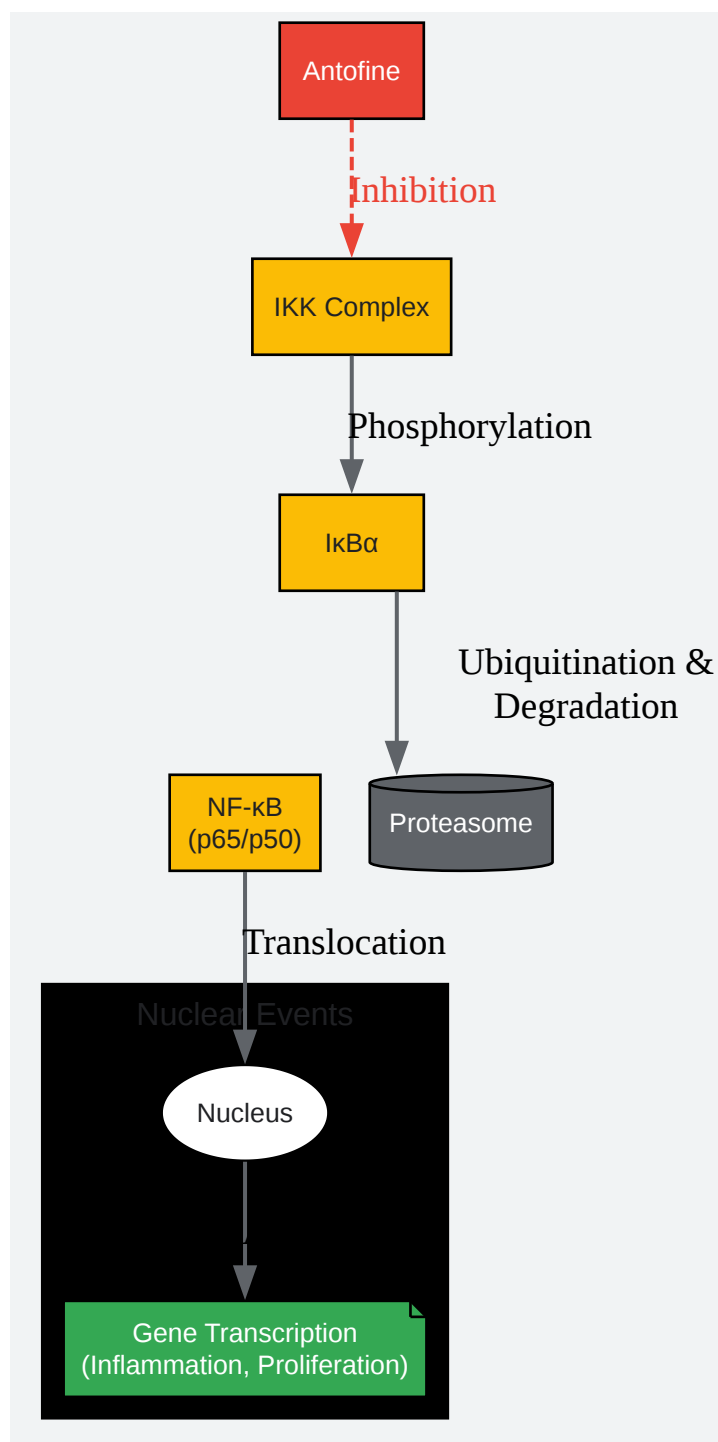 Antofine
Inhibition
IKK Complex
Phosphorylation
IκBα
Ubiquitination &
Degradation
NF-κB
(p65/p50)
Proteasome
Translocation
Nuclear Events
Nucleus
Gene Transcription
(Inflammation, Proliferation)